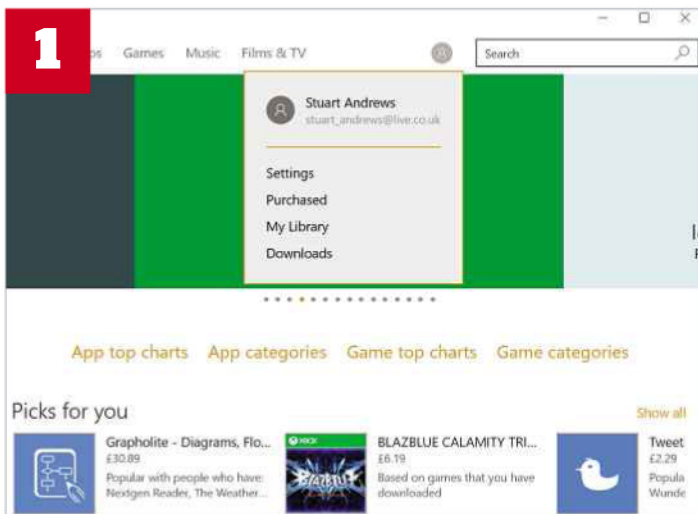 1
ps Games Music Films & TV Search
Stuart Andrews
stuart_andrews@live.co.uk
Settings
Purchased
My Library
Downloads
App top charts App categories Game top charts Game categories
Picks for you Show all
Grapholite - Diagrams, Flo...
£30.89
Popular with people who have:
Nextgen Reader, The Weather...
XBOX
BLAZBLUE
BLAZBLUE CALAMITY TRI...
£6.19
Based on games that you have
downloaded
Tweet
£2.29
Popula
Wunde